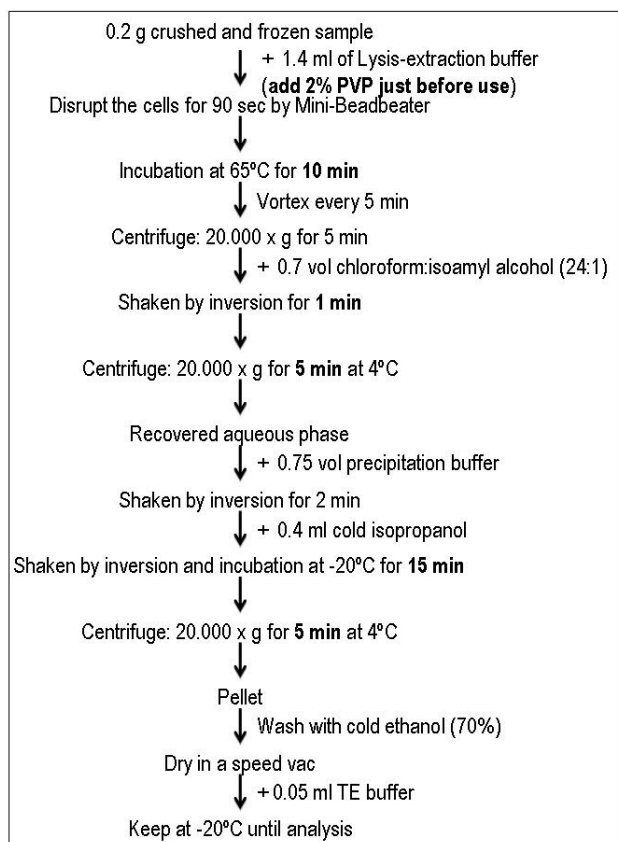 0.2 g crushed and frozen sample
+ 1.4 ml of Lysis-extraction buffer
(add 2% PVP just before use)
Disrupt the cells for 90 sec by Mini-Beadbeater
Incubation at 65ºC for 10 min
Vortex every 5 min
Centrifuge: 20.000 x g for 5 min
+ 0.7 vol chloroform:isoamyl alcohol (24:1)
Shaken by inversion for 1 min
Centrifuge: 20.000 x g for 5 min at 4ºC
Recovered aqueous phase
+ 0.75 vol precipitation buffer
Shaken by inversion for 2 min
+ 0.4 ml cold isopropanol
Shaken by inversion and incubation at -20ºC for 15 min
Centrifuge: 20.000 x g for 5 min at 4ºC
Pellet
Wash with cold ethanol (70%)
Dry in a speed vac
+0.05 ml TE buffer
Keep at -20ºC until analysis